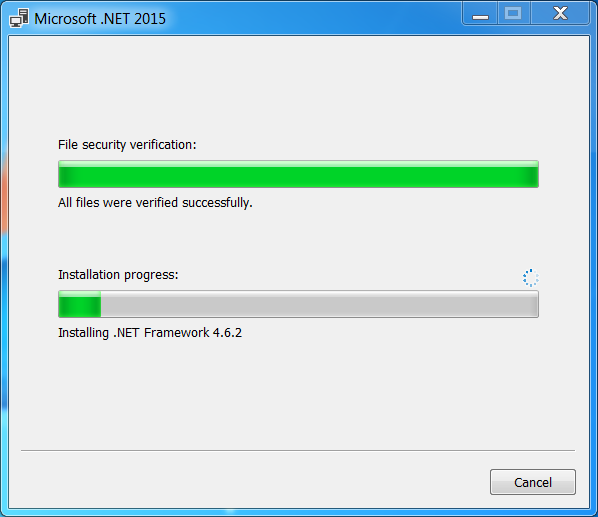 Microsoft .NET 2015
File security verification:
All files were verified successfully.
Installation progress:
Installing .NET Framework 4.6.2
Cancel